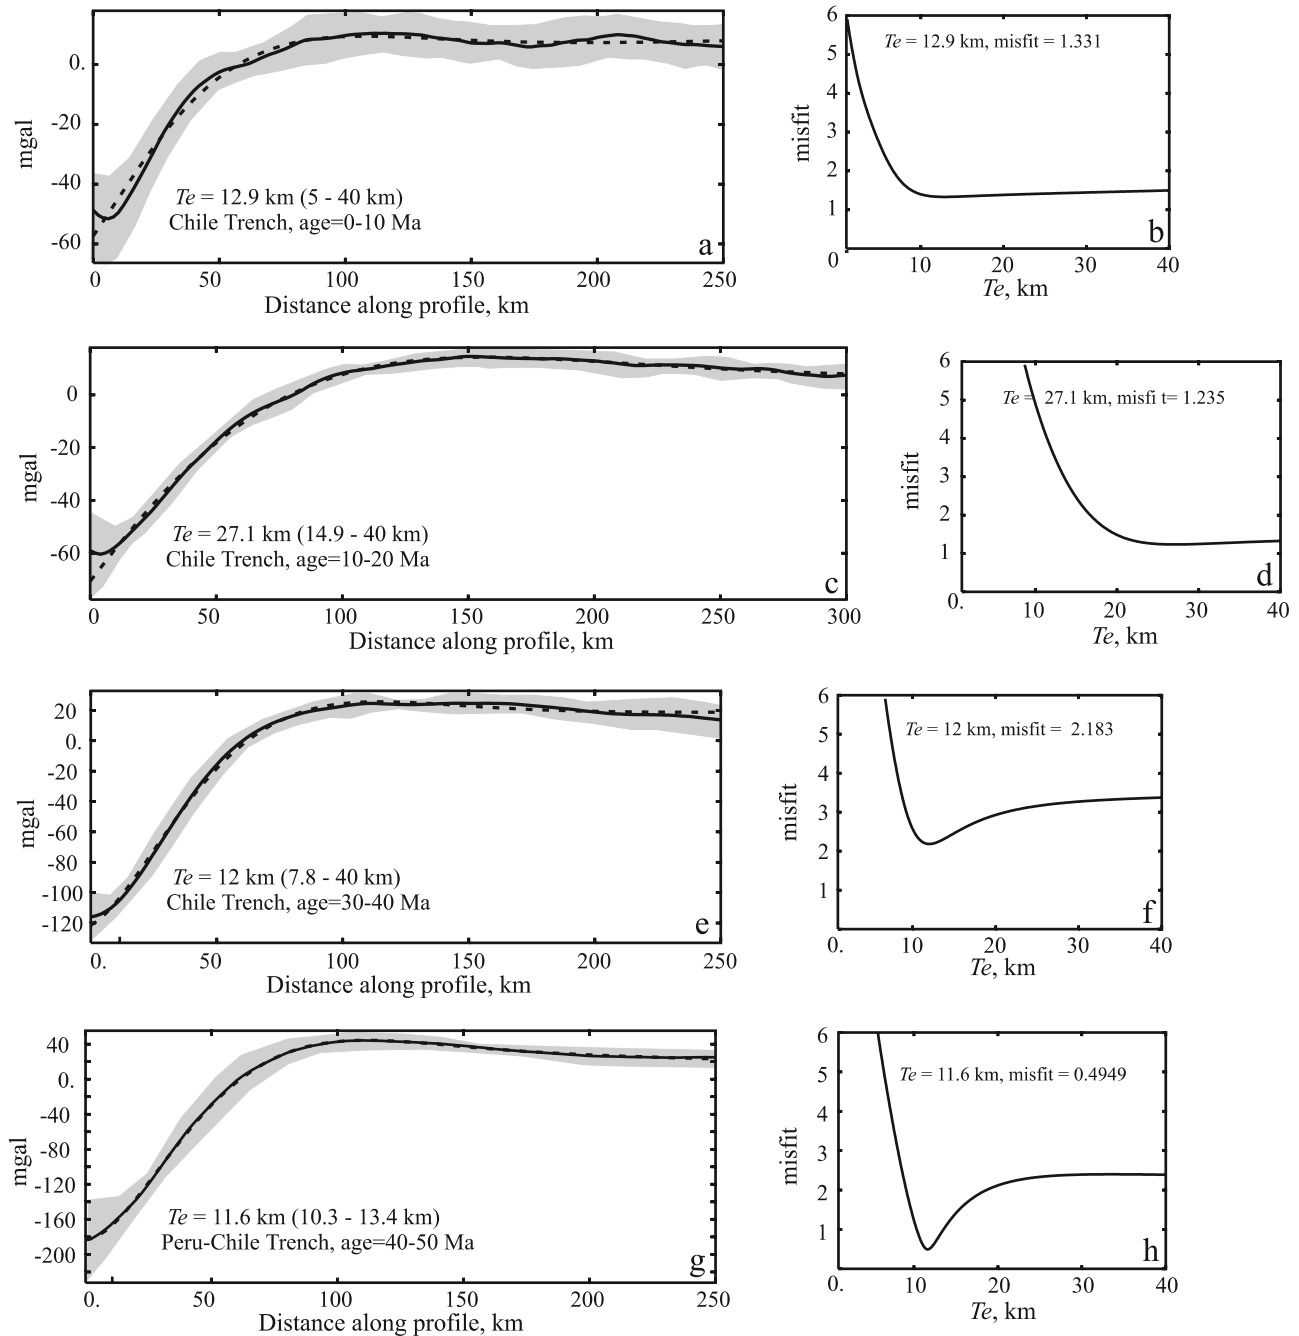 0.
-20
-40
-60
mgal
Te = 12.9 km (5 - 40 km)
Chile Trench, age=0-10 Ma
a
0 50 100 150 200 250
Distance along profile, km
6
5
4
3
2
1
0
misfit
Te = 12.9 km, misfit = 1.331
b
10 20 30 40
Te, km
0
-20
-40
-60
mgal
Te = 27.1 km (14.9 - 40 km)
Chile Trench, age=10-20 Ma
c
0 50 100 150 200 250 300
Distance along profile, km
6
5
4
3
2
1
misfit
Te = 27.1 km, misfi t= 1.235
d
0. 10 20 30 40
Te, km
20
0.
-20
-40
-60
-80
-100
-120
mgal
Te = 12 km (7.8 - 40 km)
Chile Trench, age=30-40 Ma
e
0. 50 100 150 200 250
Distance along profile, km
6
5
4
3
2
1
misfit
Te = 12 km, misfit = 2.183
f
0. 10 20 30 40
Te, km
40
0.
-40
-80
-120
-160
-200
mgal
Te = 11.6 km (10.3 - 13.4 km)
Peru-Chile Trench, age=40-50 Ma
g
0. 50 100 150 200 250
Distance along profile, km
6
5
4
3
2
1
misfit
Te = 11.6 km, misfit = 0.4949
h
0. 10 20 30 40
Te, km